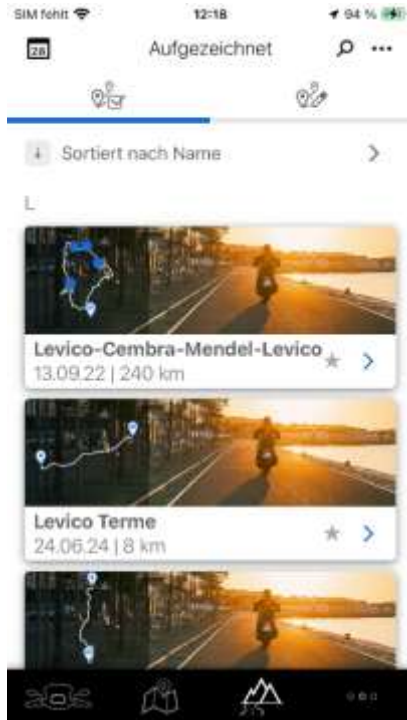 SIM fehlt 12:18 94 %
28 Aufgezeichnet
Sortiert nach Name
L
Levico-Cembra-Mendel-Levico
13.09.22 | 240 km
Levico Terme
24.06.24 | 8 km